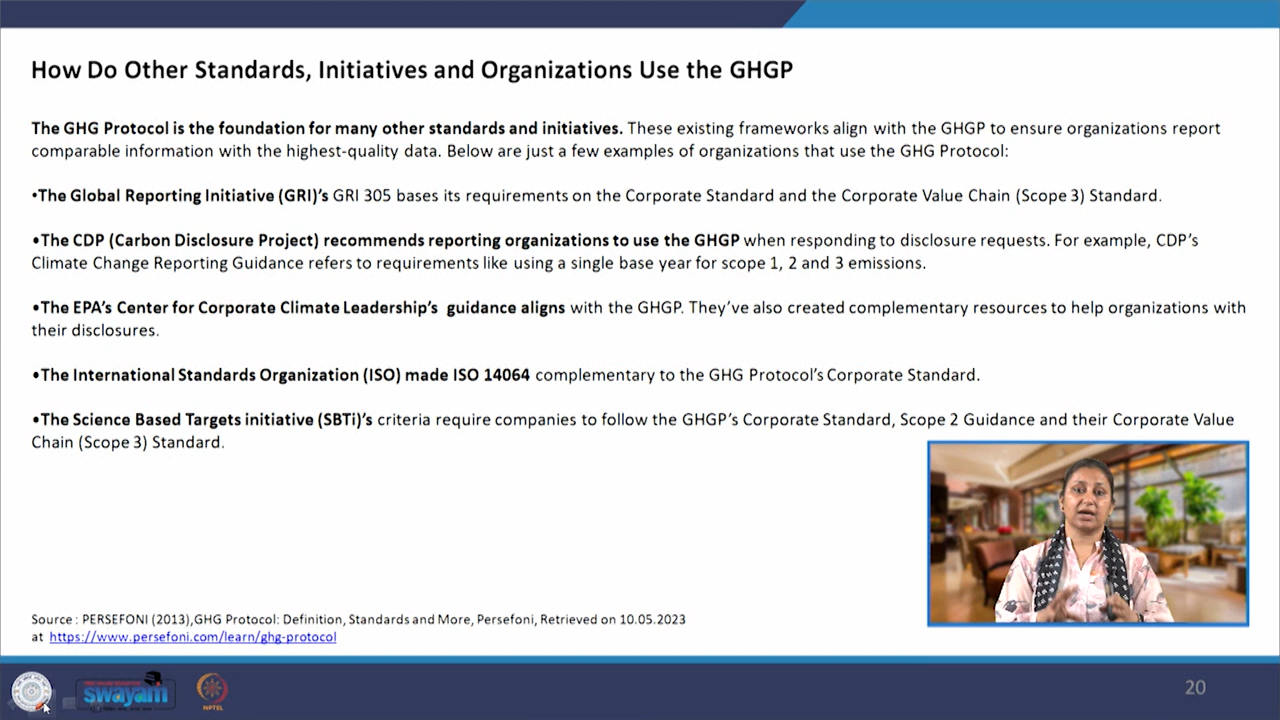 How Do Other Standards, Initiatives and Organizations Use the GHGP
The GHG Protocol is the foundation for many other standards and initiatives. These existing frameworks align with the GHGP to ensure organizations report
comparable information with the highest-quality data. Below are just a few examples of organizations that use the GHG Protocol:
•The Global Reporting Initiative (GRI)'s GRI 305 bases its requirements on the Corporate Standard and the Corporate Value Chain (Scope 3) Standard.
•The CDP (Carbon Disclosure Project) recommends reporting organizations to use the GHGP when responding to disclosure requests. For example, CDP's
Climate Change Reporting Guidance refers to requirements like using a single base year for scope 1, 2 and 3 emissions.
•The EPA's Center for Corporate Climate Leadership's guidance aligns with the GHGP. They've also created complementary resources to help organizations with
their disclosures.
•The International Standards Organization (ISO) made ISO 14064 complementary to the GHG Protocol's Corporate Standard.
•The Science Based Targets initiative (SBTi)'s criteria require companies to follow the GHGP's Corporate Standard, Scope 2 Guidance and their Corporate Value
Chain (Scope 3) Standard.
Source : PERSEFONI (2013),GHG Protocol: Definition, Standards and More, Persefoni, Retrieved on 10.05.2023
at https://www.persefoni.com/learn/ghg-protocol
swayam
NPTEL
20